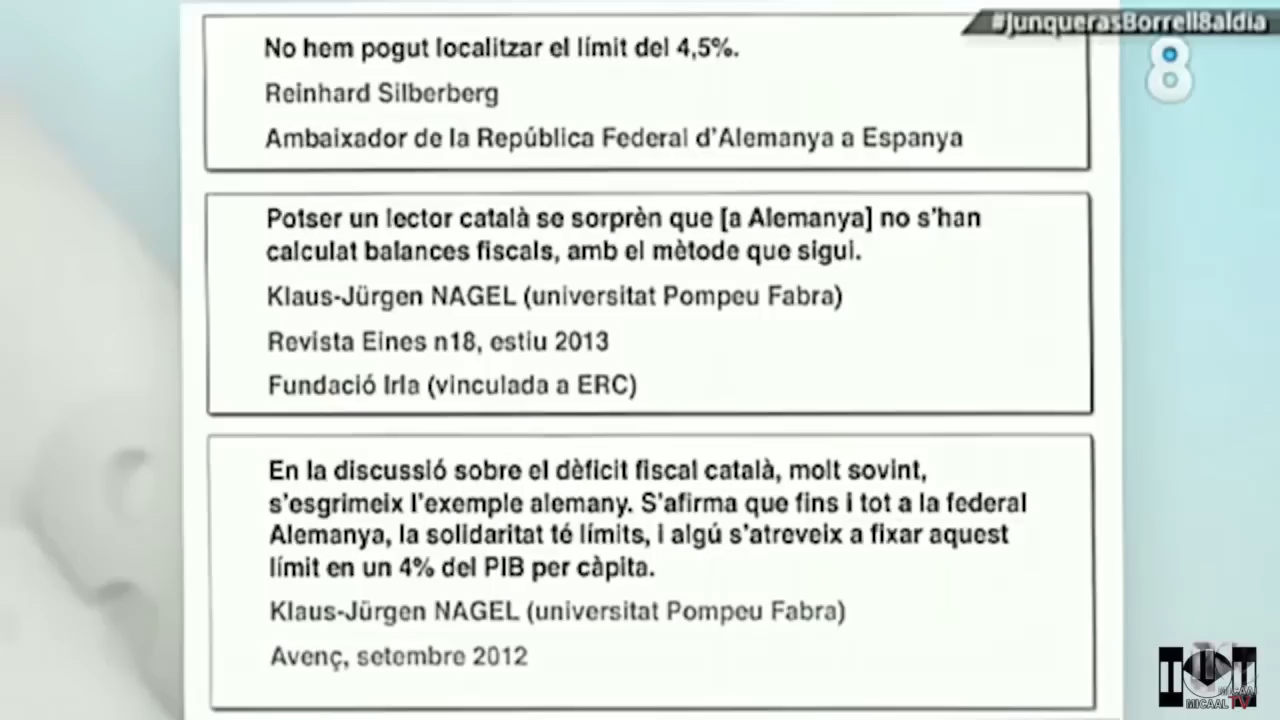 #JunquerasBorrell8aldia
8
No hem pogut localitzar el límit del 4,5%.
Reinhard Silberberg
Ambaixador de la República Federal d'Alemanya a Espanya
Potser un lector català se sorprèn que [a Alemanya] no s'han
calculat balances fiscals, amb el mètode que sigui.
Klaus-Jürgen NAGEL (universitat Pompeu Fabra)
Revista Eines n18, estiu 2013
Fundació Irla (vinculada a ERC)
En la discussió sobre el dèficit fiscal català, molt sovint,
s'esgrimeix l'exemple alemany. S'afirma que fins i tot a la federal
Alemanya, la solidaritat té límits, i algú s'atreveix a fixar aquest
límit en un 4% del PIB per càpita.
Klaus-Jürgen NAGEL (universitat Pompeu Fabra)
Avenç, setembre 2012
MICAAL TV